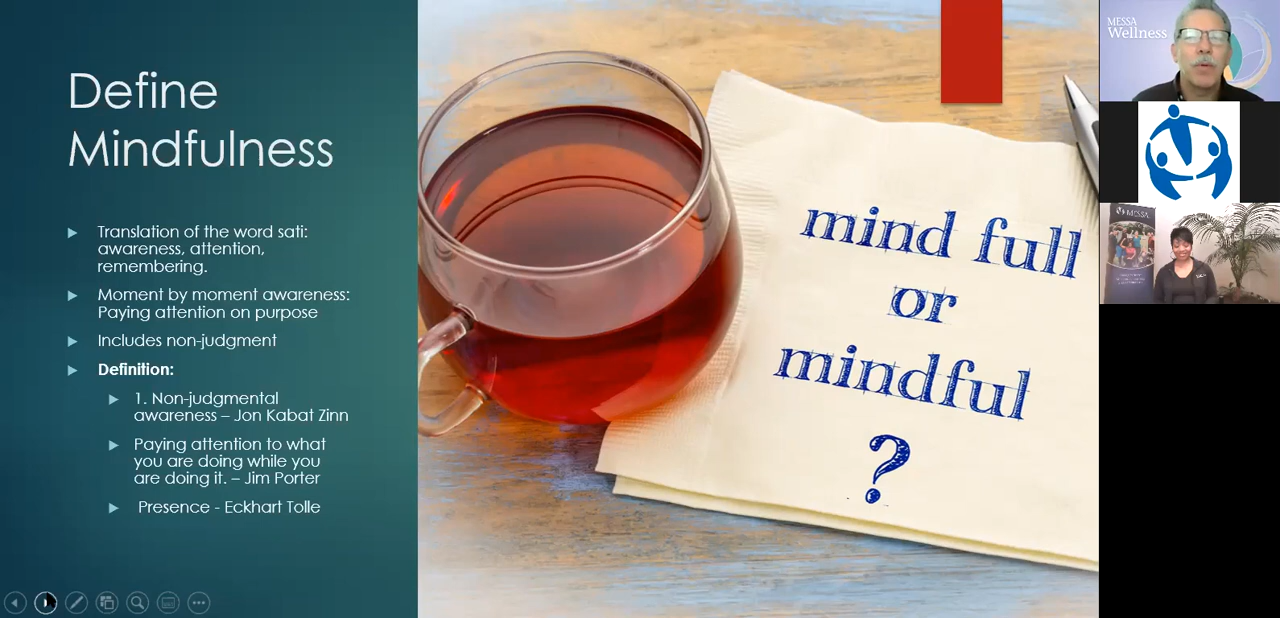 Define
Mindfulness
Translation of the word sati:
awareness, attention,
remembering.
Moment by moment awareness:
Paying attention on purpose
Includes non-judgment
Definition:
1. Non-judgmental
awareness – Jon Kabat Zinn
Paying attention to what
you are doing while you
are doing it. – Jim Porter
Presence - Eckhart Tolle
mind full
or
mindful
?
MESSA
Wellness
MESSA